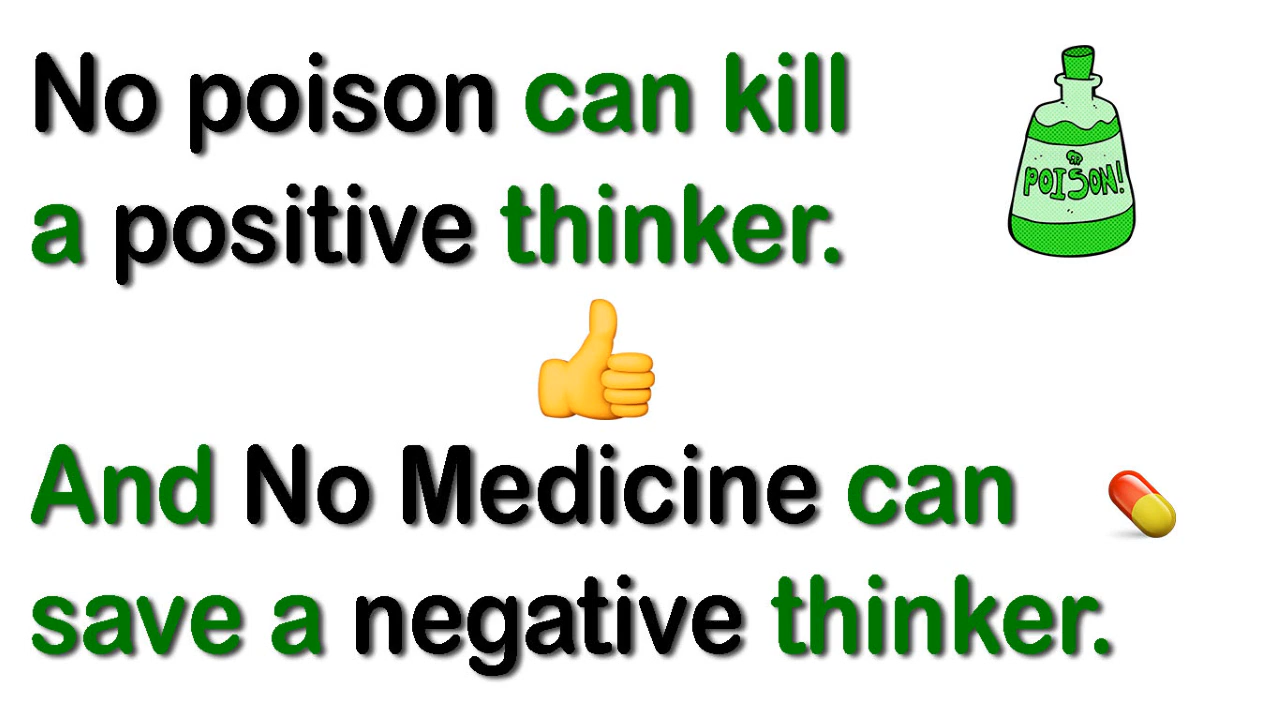 No poison can kill
POISON!
a positive thinker.
And No Medicine can
save a negative thinker.